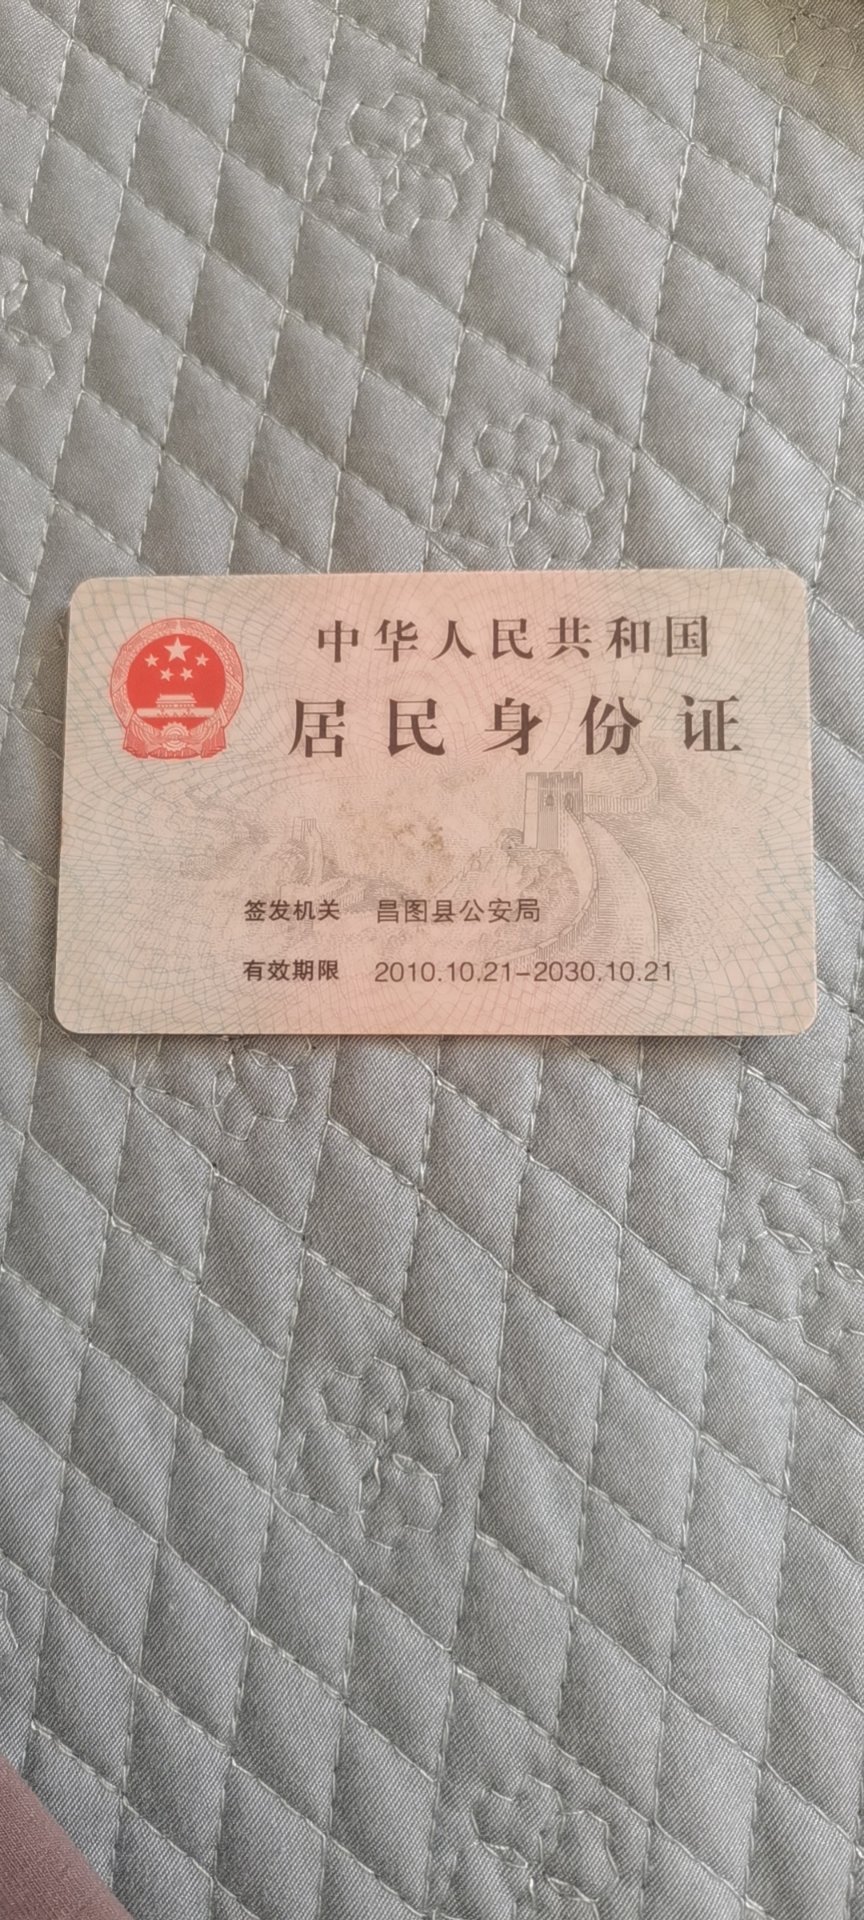 中华人民共和国
居民身份证
签发机关 昌图县公安局
有效期限 2010.10.21-2030.10.21